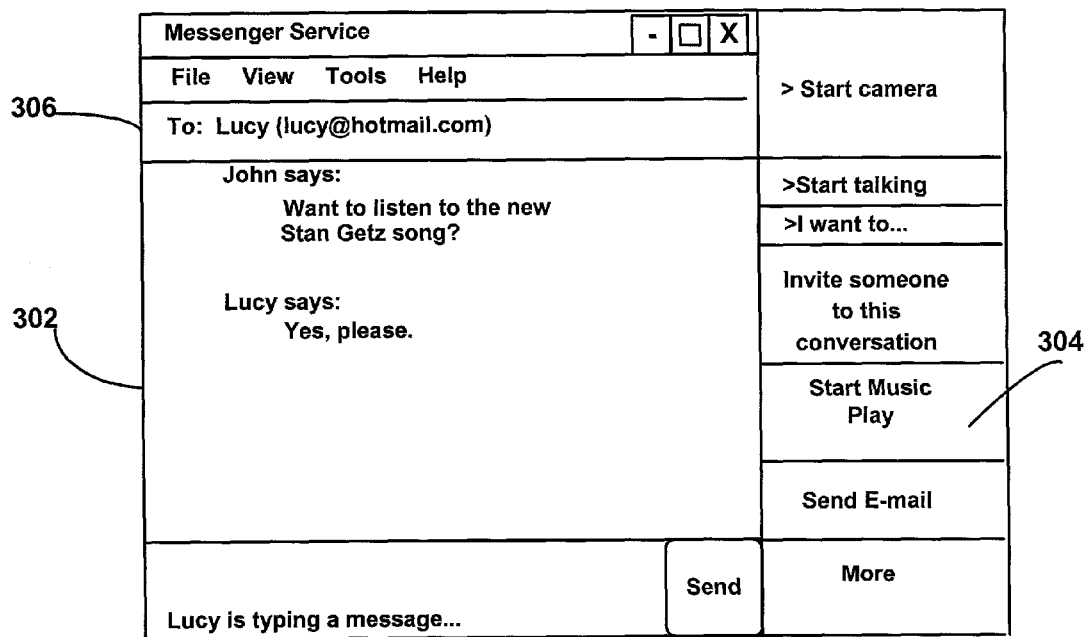 Messenger Service - □ X
File View Tools Help
306
To: Lucy (lucy@hotmail.com)
John says:
Want to listen to the new
Stan Getz song?
302
Lucy says:
Yes, please.
Lucy is typing a message...
Send
> Start camera
>Start talking
>I want to...
Invite someone
to this
conversation
304
Start Music
Play
Send E-mail
More